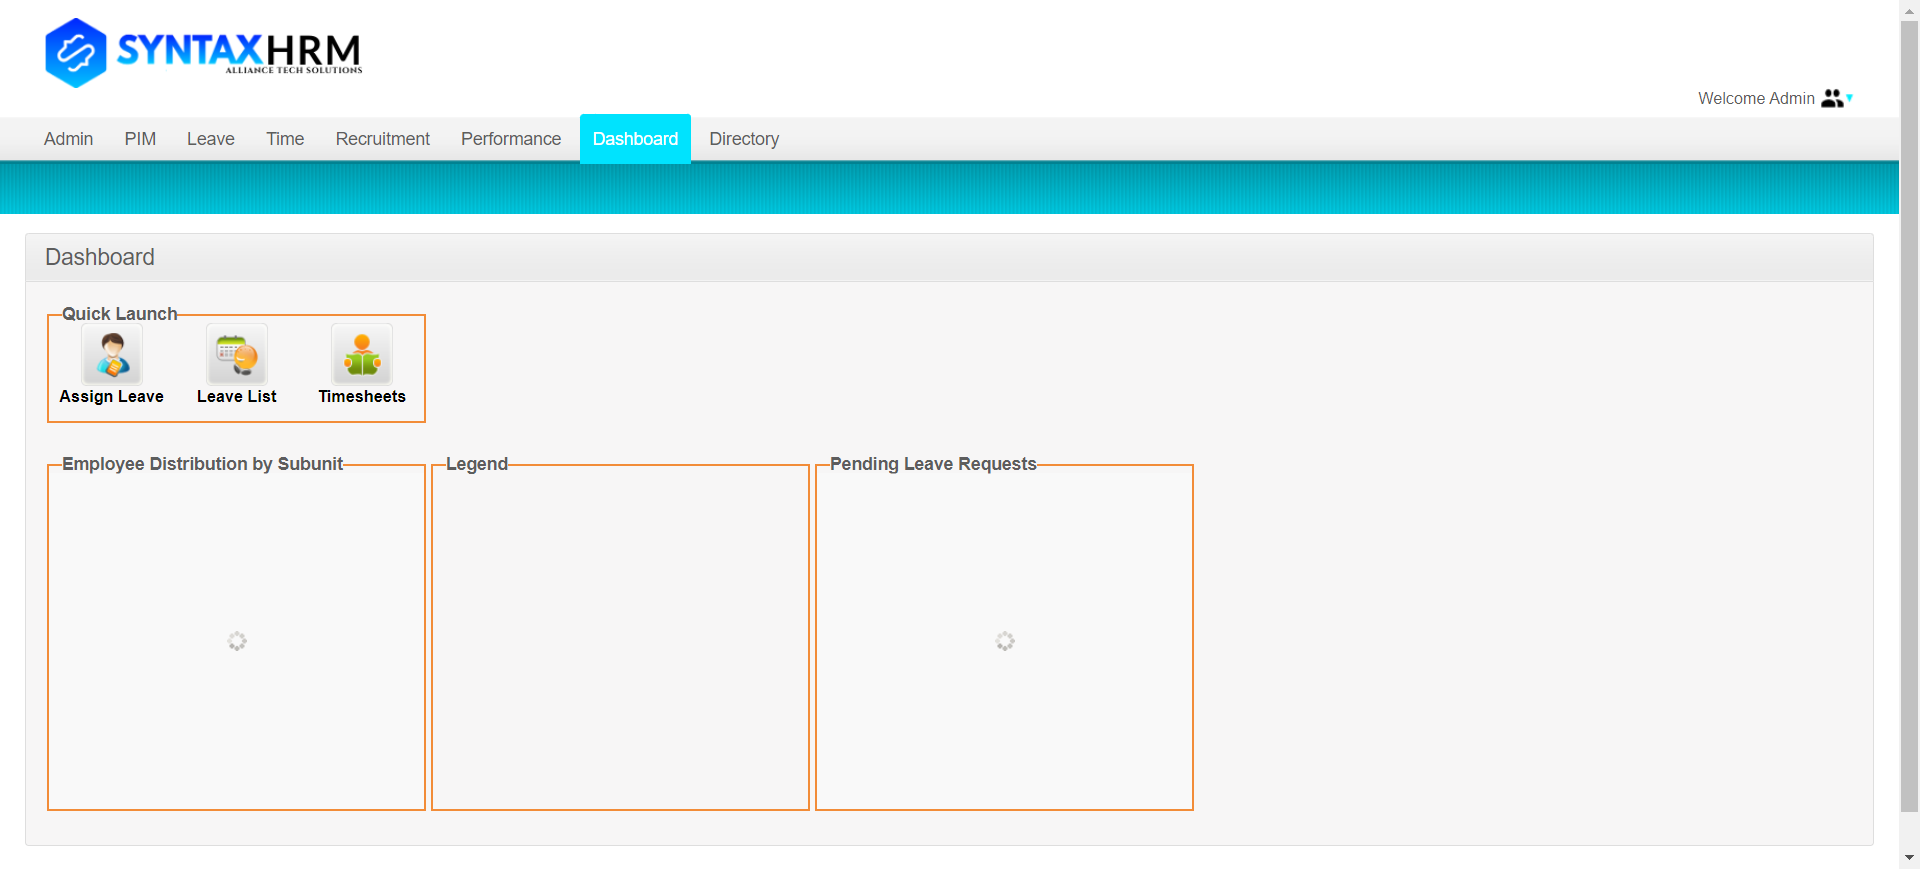 SYNTAXHRM
ALLIANCE TECH SOLUTIONS
Welcome Admin
Admin PIM Leave Time Recruitment Performance Dashboard Directory
Dashboard
Quick Launch
Assign Leave Leave List Timesheets
Employee Distribution by Subunit Legend Pending Leave Requests